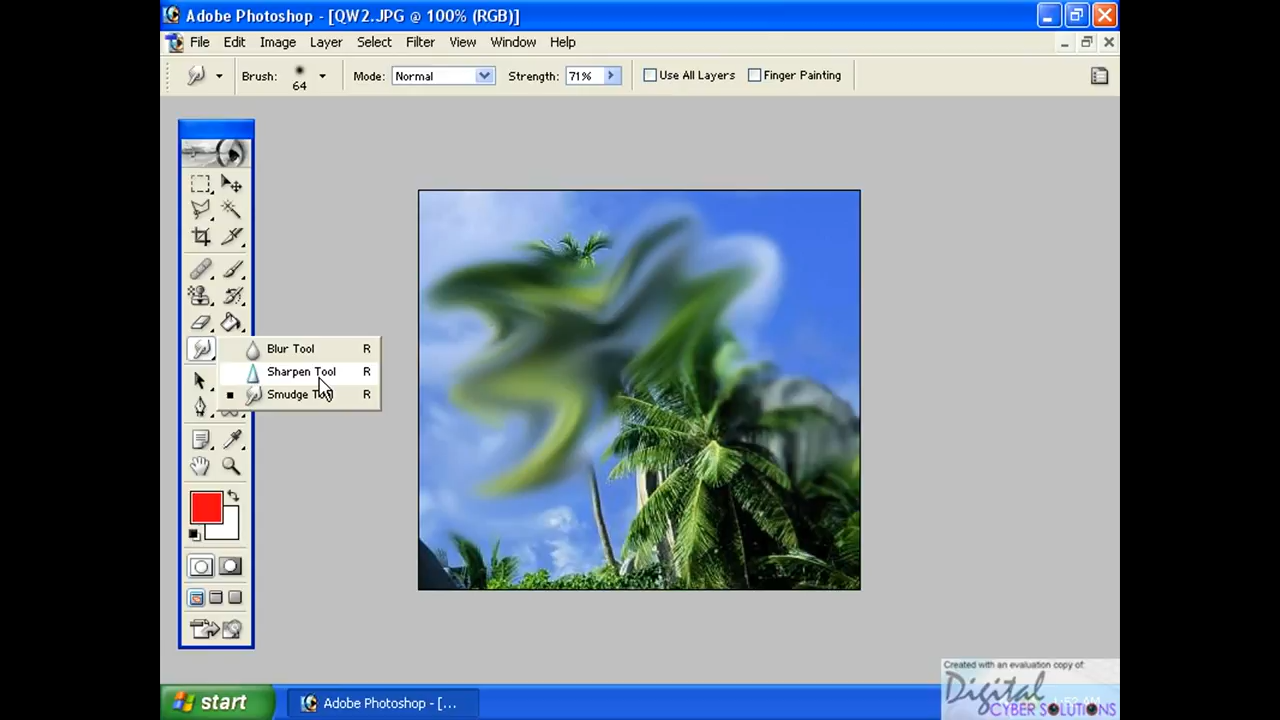 Adobe Photoshop - [QW2.JPG @ 100% (RGB)]
File Edit Image Layer Select Filter View Window Help
Brush: 64 Mode: Normal Strength: 71% Use All Layers Finger Painting
Blur Tool R
Sharpen Tool R
Smudge Tool R
Created with an evaluation copy of:
Digital
CYBER SOLUTIONS
start Adobe Photoshop - [...